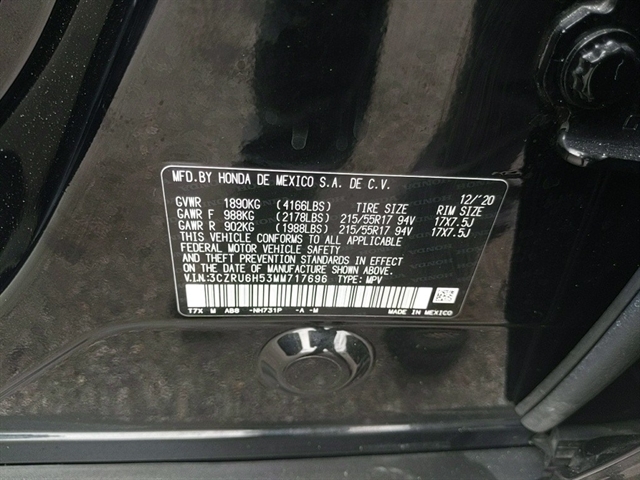 MFD.BY HONDA DE MEXICO S.A. DE C.V.
12/'20
GVWR 1890KG (4166LBS) TIRE SIZE RIM SIZE
GAWR F 988KG (2178LBS) 215/55R17 94V 17X7.5J
GAWR R 902KG (1988LBS) 215/55R17 94V 17X7.5J
THIS VEHICLE CONFORMS TO ALL APPLICABLE
FEDERAL MOTOR VEHICLE SAFETY AND
THEFT PREVENTION STANDARDS IN EFFECT
ON THE DATE OF MANUFACTURE SHOWN ABOVE.
V.I.N:3CZRU6H53MM717696 TYPE: MPV
T7X M AB0 -NH731P -A -M MADE IN MEXICO